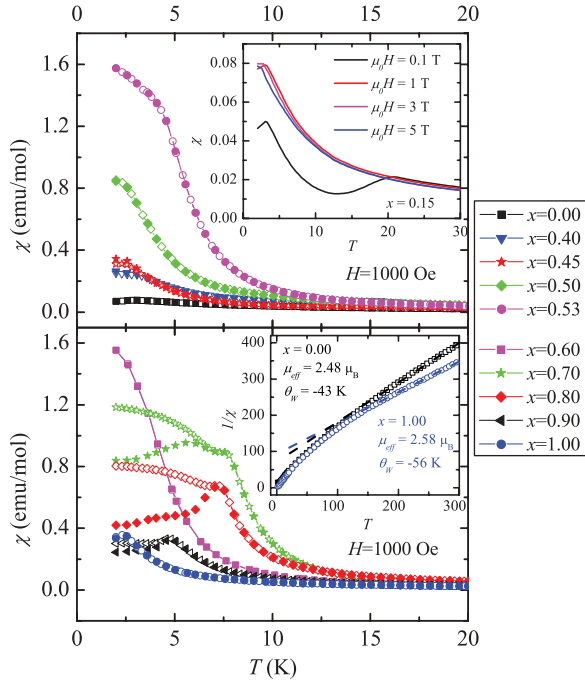 0 5 10 15 20
1.6
1.2
0.8
0.4
0.0
χ (emu/mol)
0.08
0.06
0.04
0.02
0.00
χ
μ₀H = 0.1 T
μ₀H = 1 T
μ₀H = 3 T
μ₀H = 5 T
x = 0.15
0 10 20 30
T
H=1000 Oe
x=0.00
x=0.40
x=0.45
x=0.50
x=0.53
x=0.60
x=0.70
x=0.80
x=0.90
x=1.00
1.6
1.2
0.8
0.4
0.0
χ (emu/mol)
400
300
200
100
0
1/χ
x = 0.00
μeff = 2.48 μB
θW = -43 K
x = 1.00
μeff = 2.58 μB
θW = -56 K
0 100 200 300
T
H=1000 Oe
0 5 10 15 20
T (K)